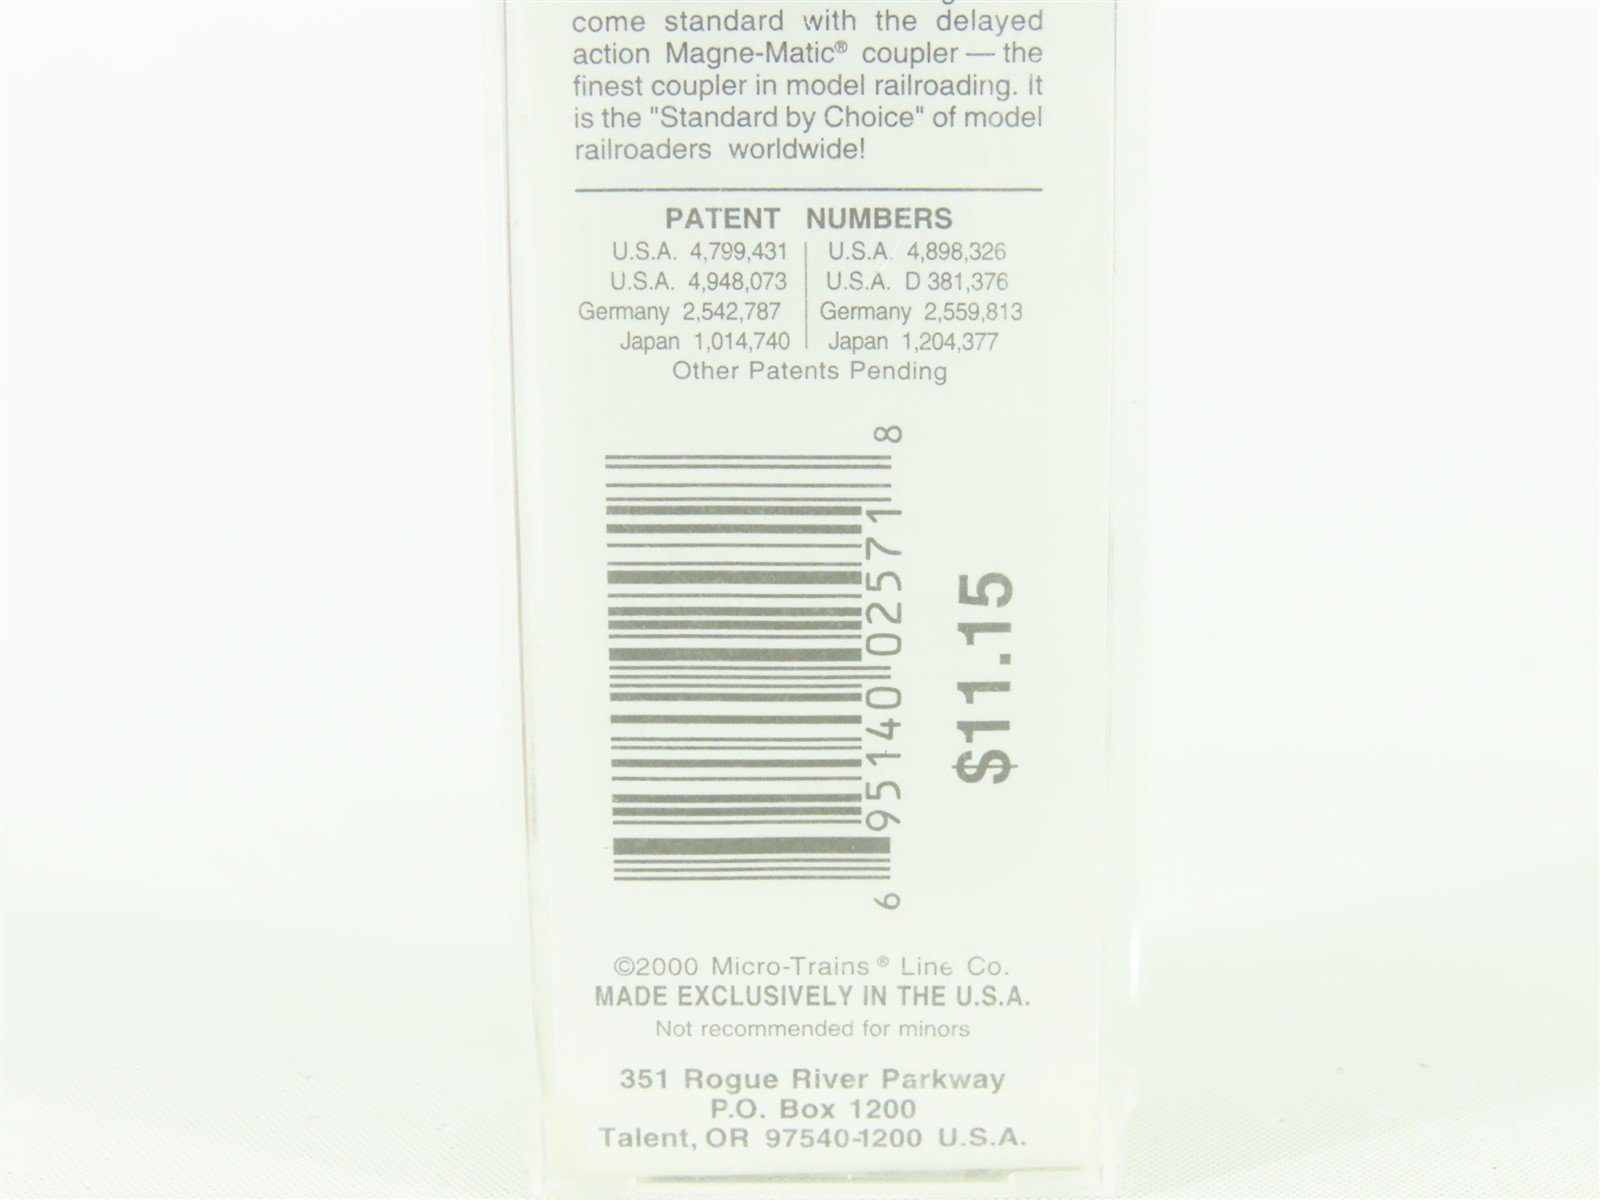 come standard with the delayed
action Magne-Matic® coupler — the
finest coupler in model railroading. It
is the "Standard by Choice" of model
railroaders worldwide!
PATENT NUMBERS
U.S.A. 4,799,431 | U.S.A. 4,898,326
U.S.A. 4,948,073 | U.S.A. D 381,376
Germany 2,542,787 | Germany 2,559,813
Japan 1,014,740 | Japan 1,204,377
Other Patents Pending
6 95140 02571 8
$11.15
©2000 Micro-Trains® Line Co.
MADE EXCLUSIVELY IN THE U.S.A.
Not recommended for minors
351 Rogue River Parkway
P.O. Box 1200
Talent, OR 97540-1200 U.S.A.